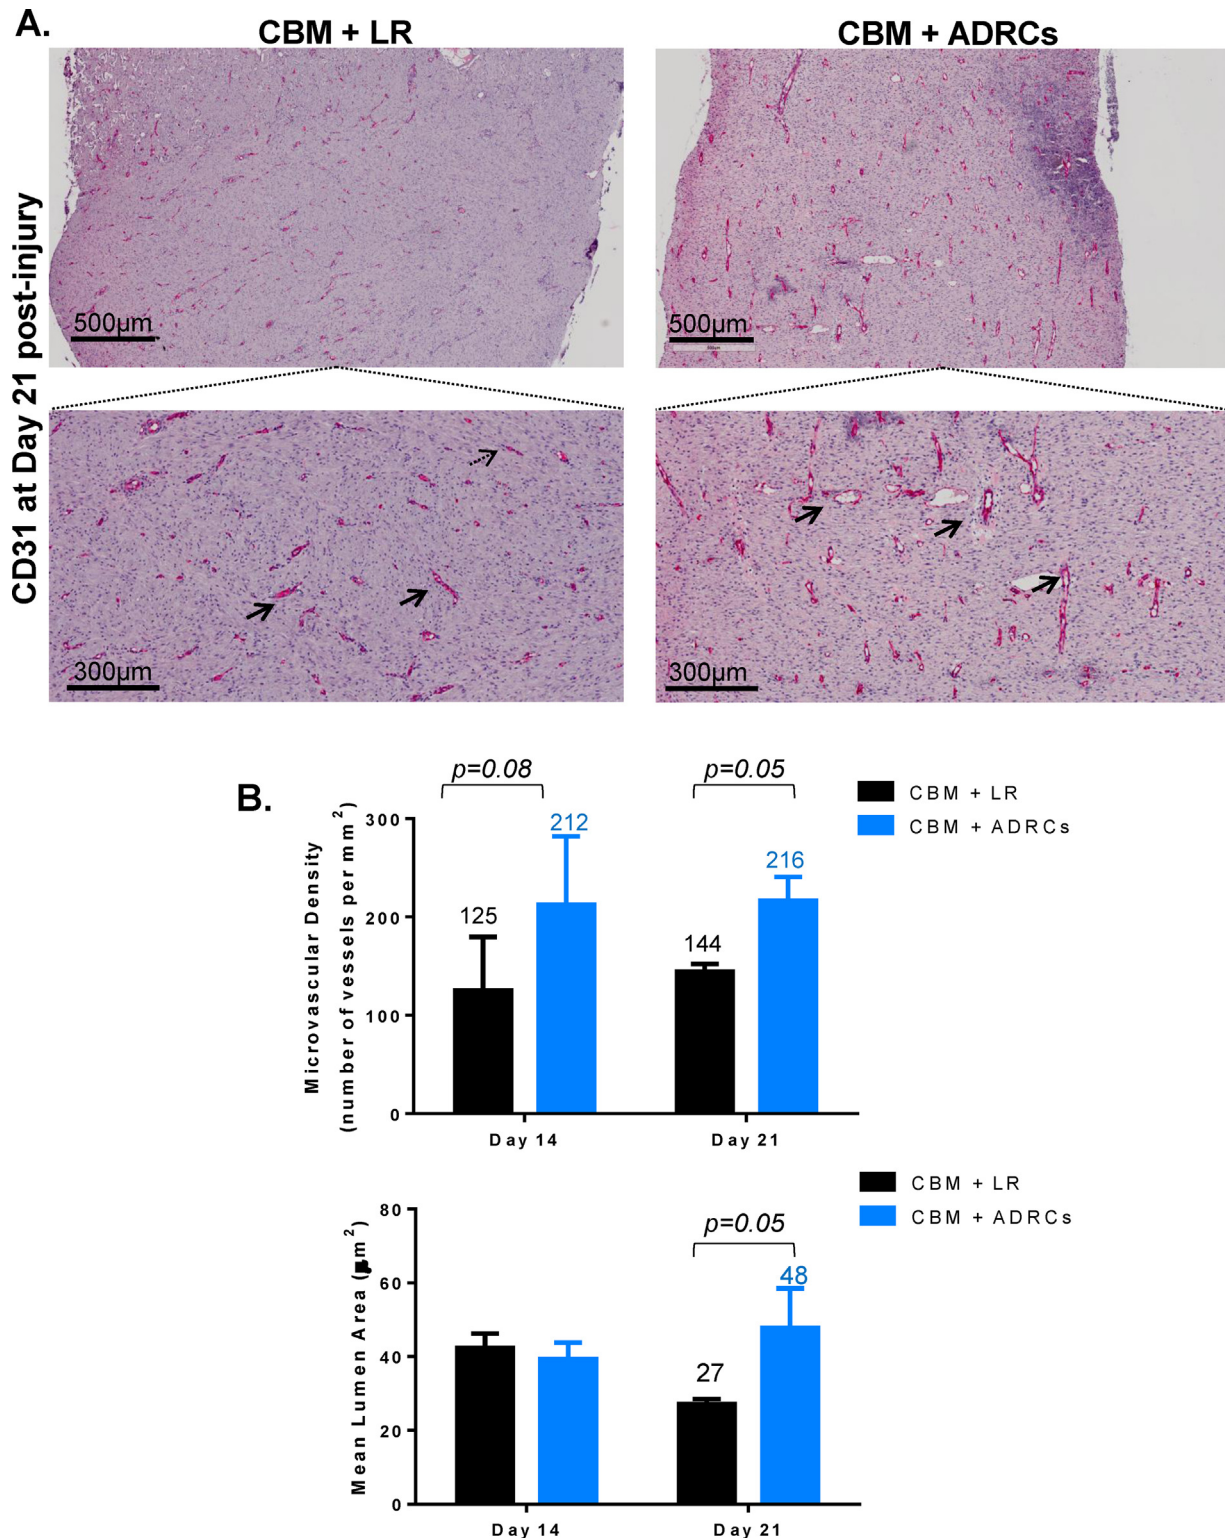 A.
CBM + LR
CBM + ADRCs
CD31 at Day 21 post-injury
500µm
500µm
300µm
300µm
B.
p=0.08
p=0.05
CBM + LR
CBM + ADRCs
Microvascular Density
(number of vessels per mm²)
300
200
100
0
125
212
144
216
Day 14
Day 21
CBM + LR
CBM + ADRCs
p=0.05
Mean Lumen Area (µm²)
80
60
40
20
0
27
48
Day 14
Day 21